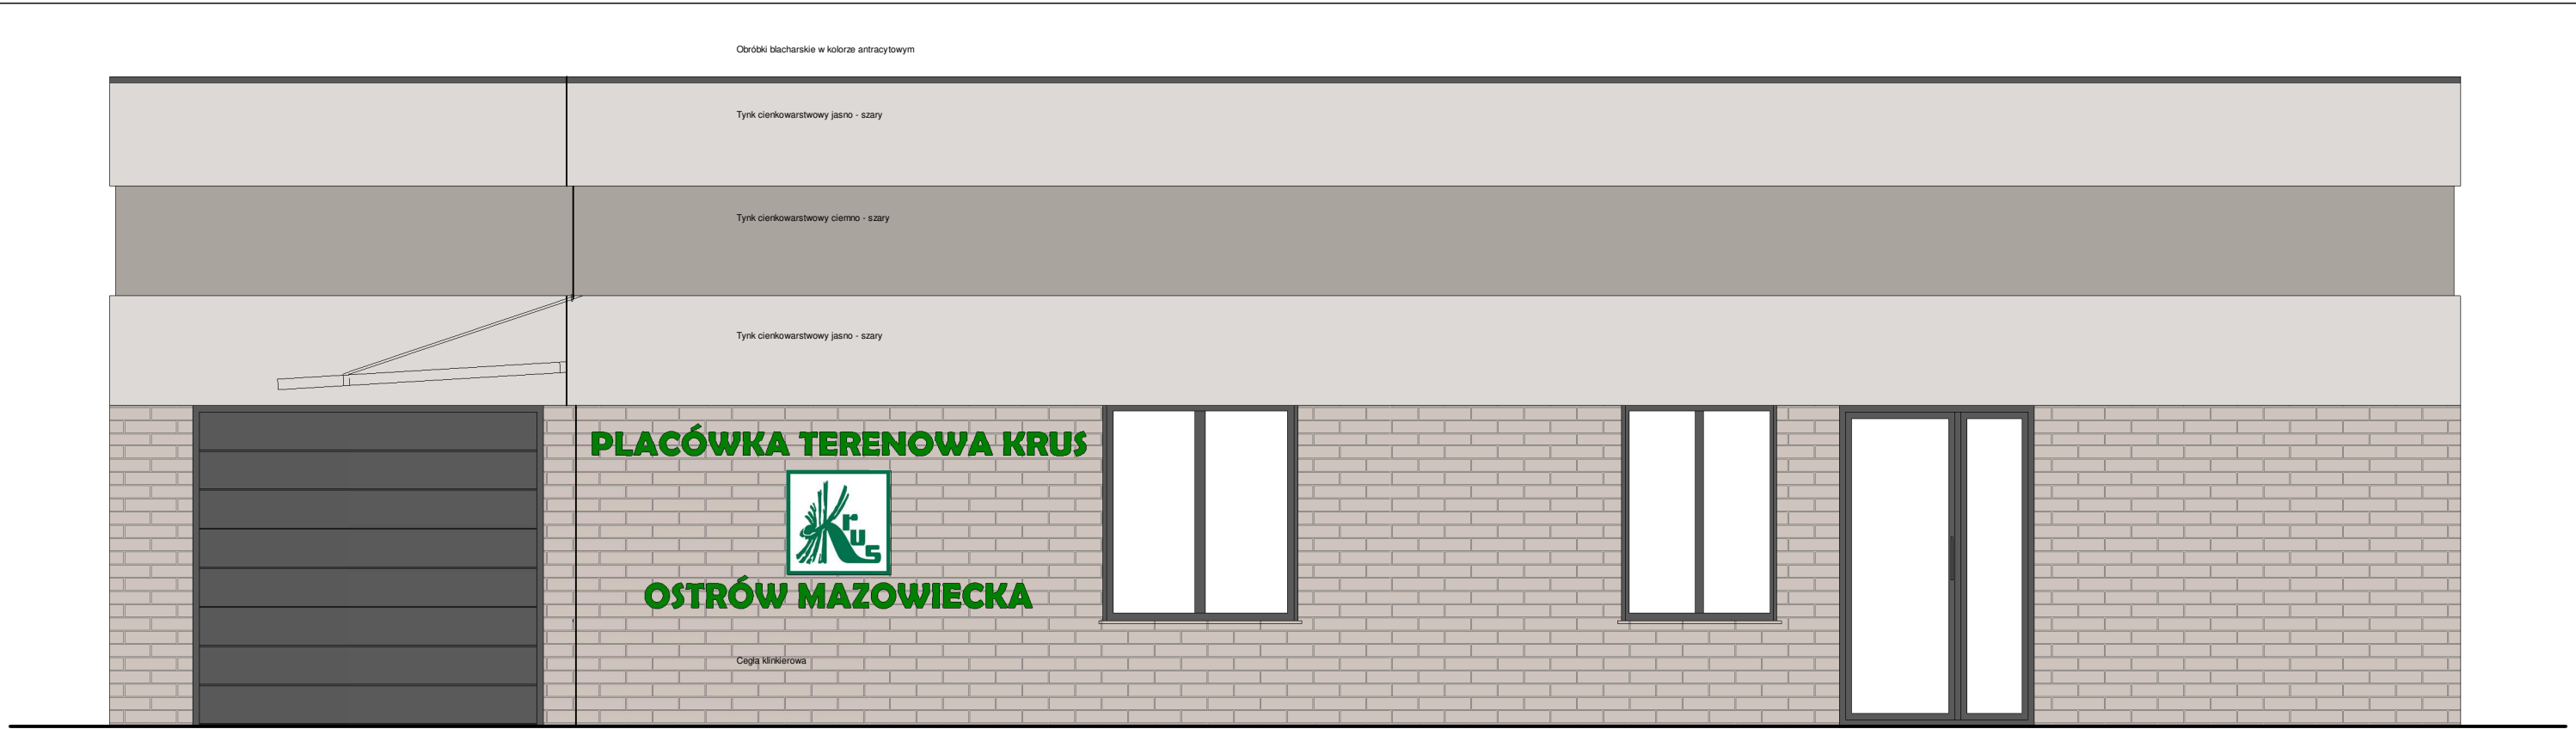 Obróbki blacharskie w kolorze antracytowym
Tynk cienkowarstwowy jasno - szary
Tynk cienkowarstwowy ciemno - szary
Tynk cienkowarstwowy jasno - szary
PLACÓWKA TERENOWA KRUS
Krus
OSTRÓW MAZOWIECKA
Cegła klinkierowa